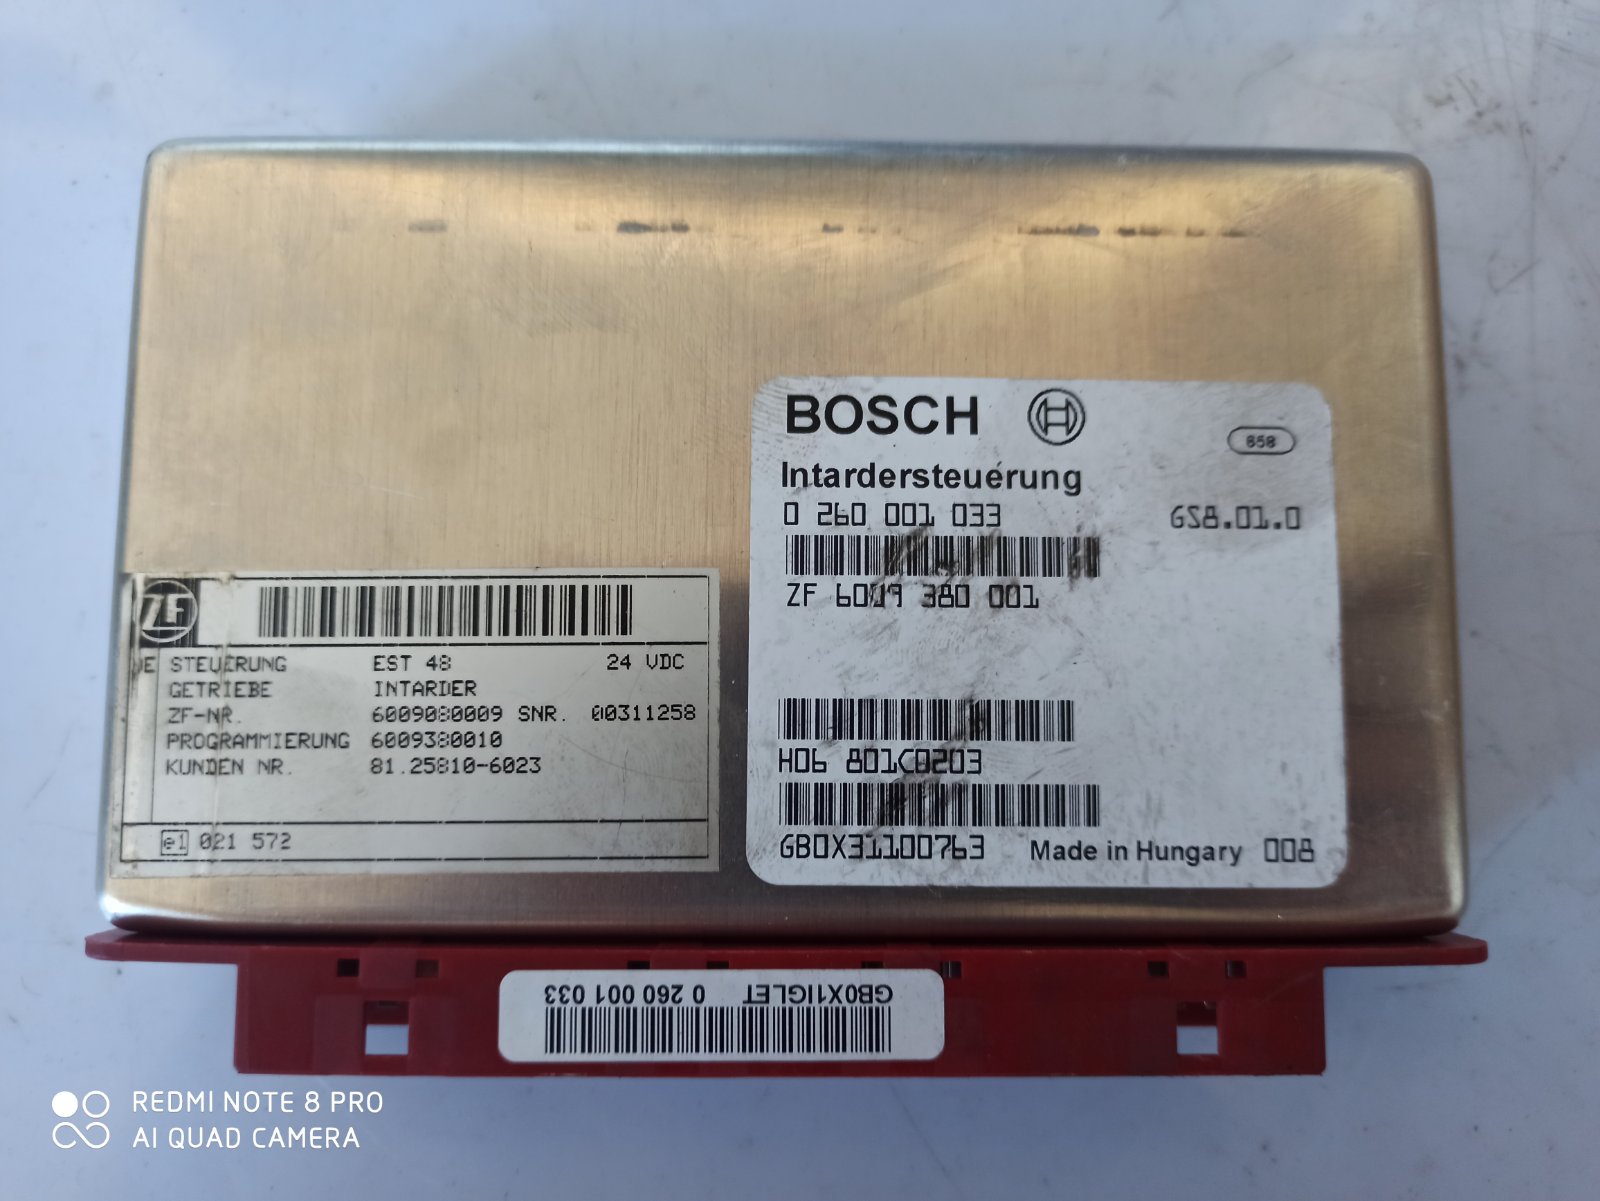 BOSCH
658
Intardersteuerung
0 260 001 033
GS8.01.0
ZF 6009 380 001
H06 801C0203
GB0X31100763
Made in Hungary 008
ZF
STEUERUNG EST 48 24 VDC
GETRIEBE INTARDER
ZF-NR. 6009080009 SNR. 00311258
PROGRAMMIERUNG 6009380010
KUNDEN NR. 81.25810-6023
e1 021 572
GB0X1IGLET 0 260 001 033
REDMI NOTE 8 PRO
AI QUAD CAMERA